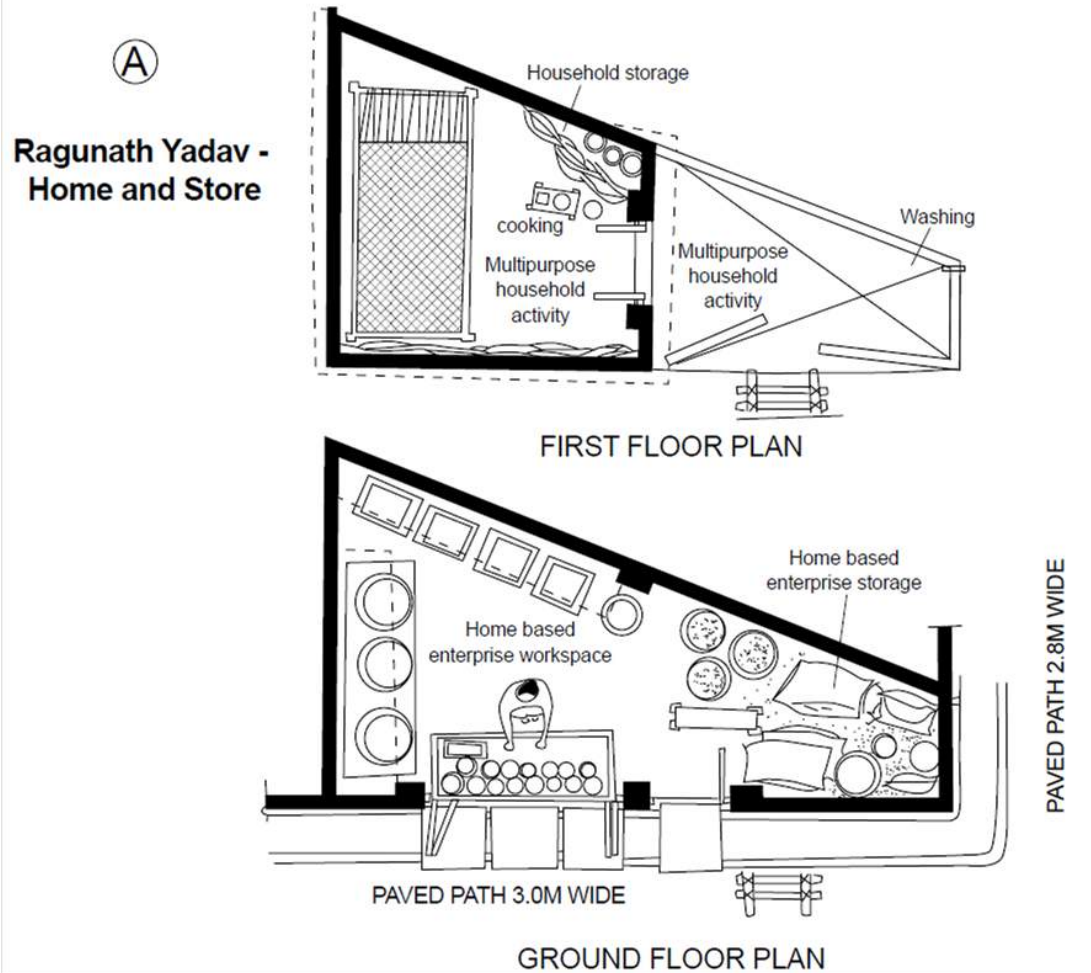 A
Ragunath Yadav -
Home and Store
Household storage
cooking
Multipurpose
household
activity
Multipurpose
household
activity
Washing
FIRST FLOOR PLAN
Home based
enterprise workspace
Home based
enterprise storage
PAVED PATH 2.8M WIDE
PAVED PATH 3.0M WIDE
GROUND FLOOR PLAN